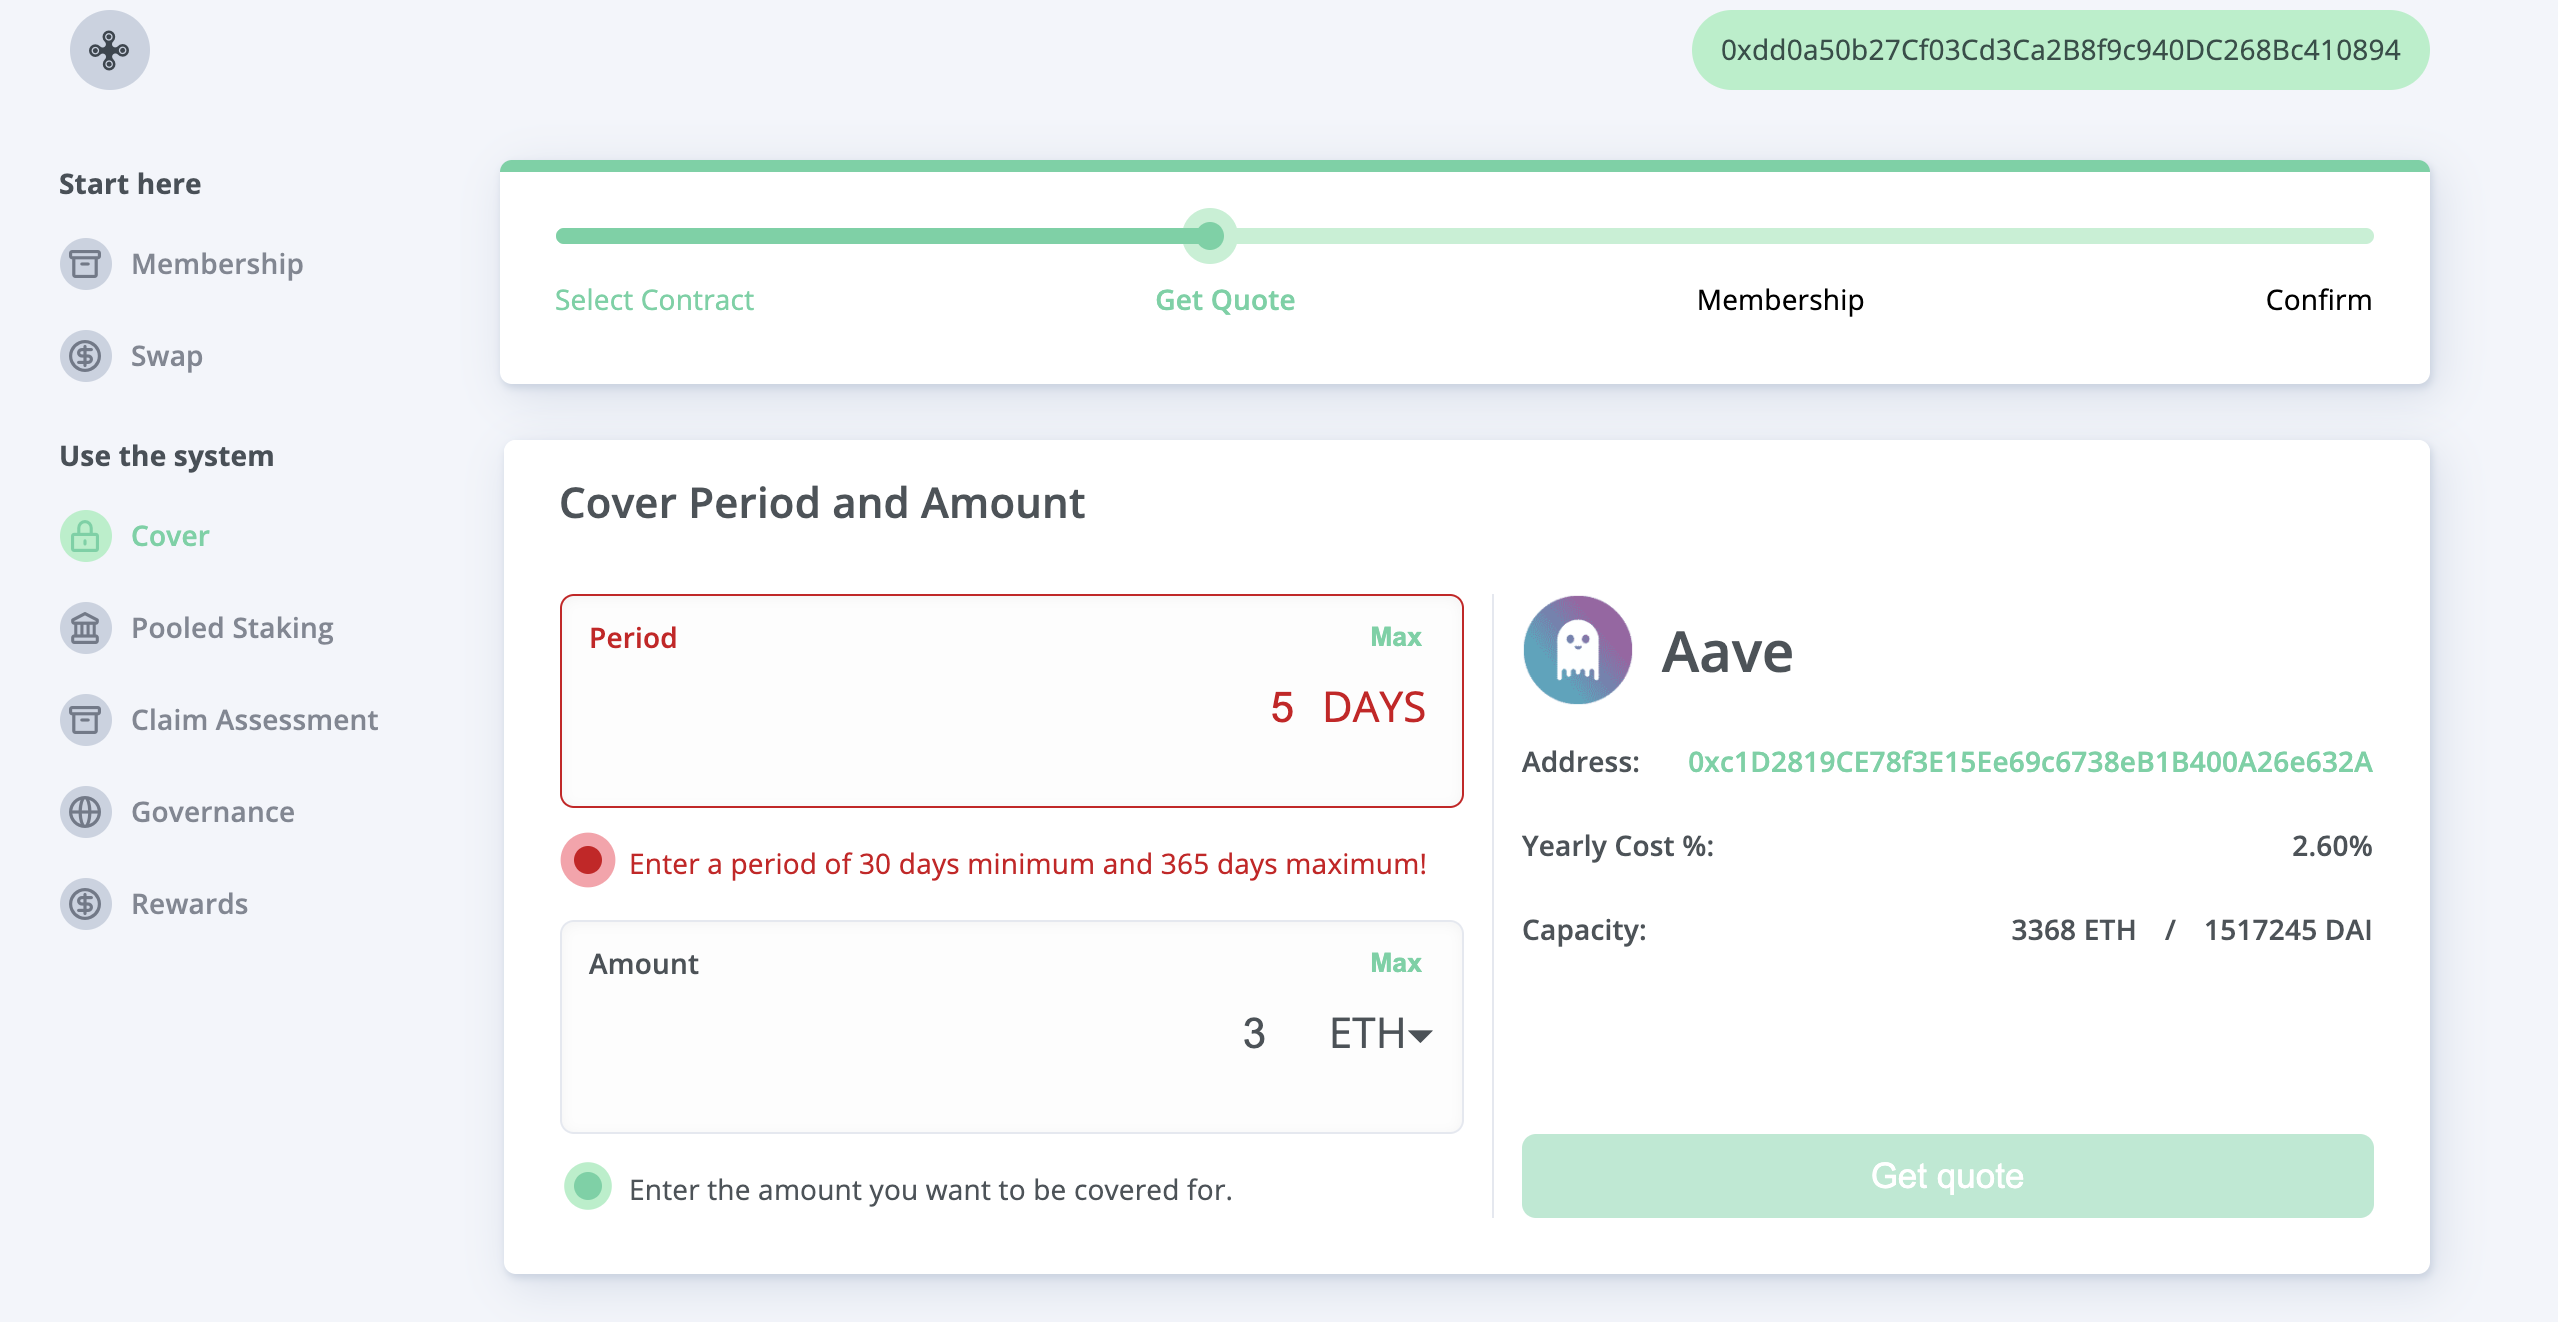 0xdd0a50b27Cf03Cd3Ca2B8f9c940DC268Bc410894
Start here
Membership
Swap
Use the system
Cover
Pooled Staking
Claim Assessment
Governance
Rewards
Select Contract
Get Quote
Membership
Confirm
Cover Period and Amount
Period
Max
5 DAYS
Enter a period of 30 days minimum and 365 days maximum!
Amount
Max
3 ETH
Enter the amount you want to be covered for.
Aave
Address: 0xc1D2819CE78f3E15Ee69c6738eB1B400A26e632A
Yearly Cost %: 2.60%
Capacity: 3368 ETH / 1517245 DAI
Get quote